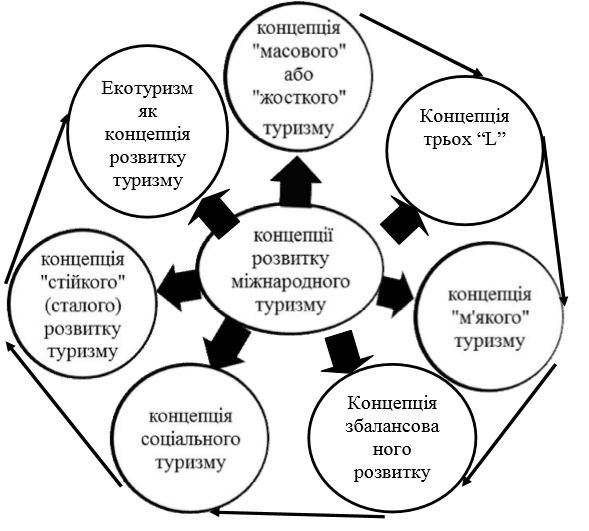 концепція
"масового"
або
"жосткого"
туризму
Концепція
трьох “L”
концепція
"м'якого"
туризму
Концепція
збалансова
ного
розвитку
концепція
соціального
туризму
концепція
"стійкого"
(сталого)
розвитку
туризму
Екотуризм
як
концепція
розвитку
туризму
концепції
розвитку
міжнародного
туризму